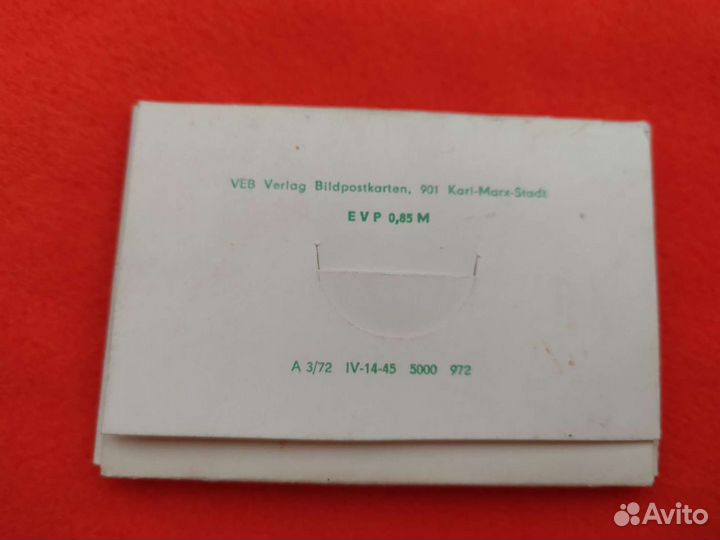 VEB Verlag Bildpostkarten, 901 Karl-Marx-Stadt
EVP 0,85 M
A 3/72 IV-14-45 5000 972
Avito